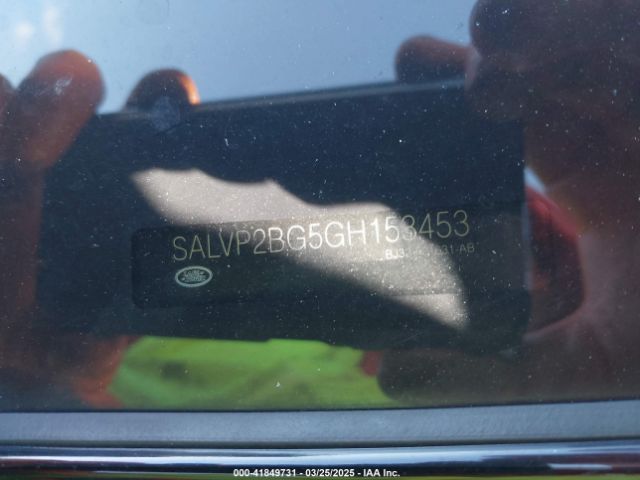 SALVP2BG5GH153453
000-41849731 - 03/25/2025 - IAA Inc.